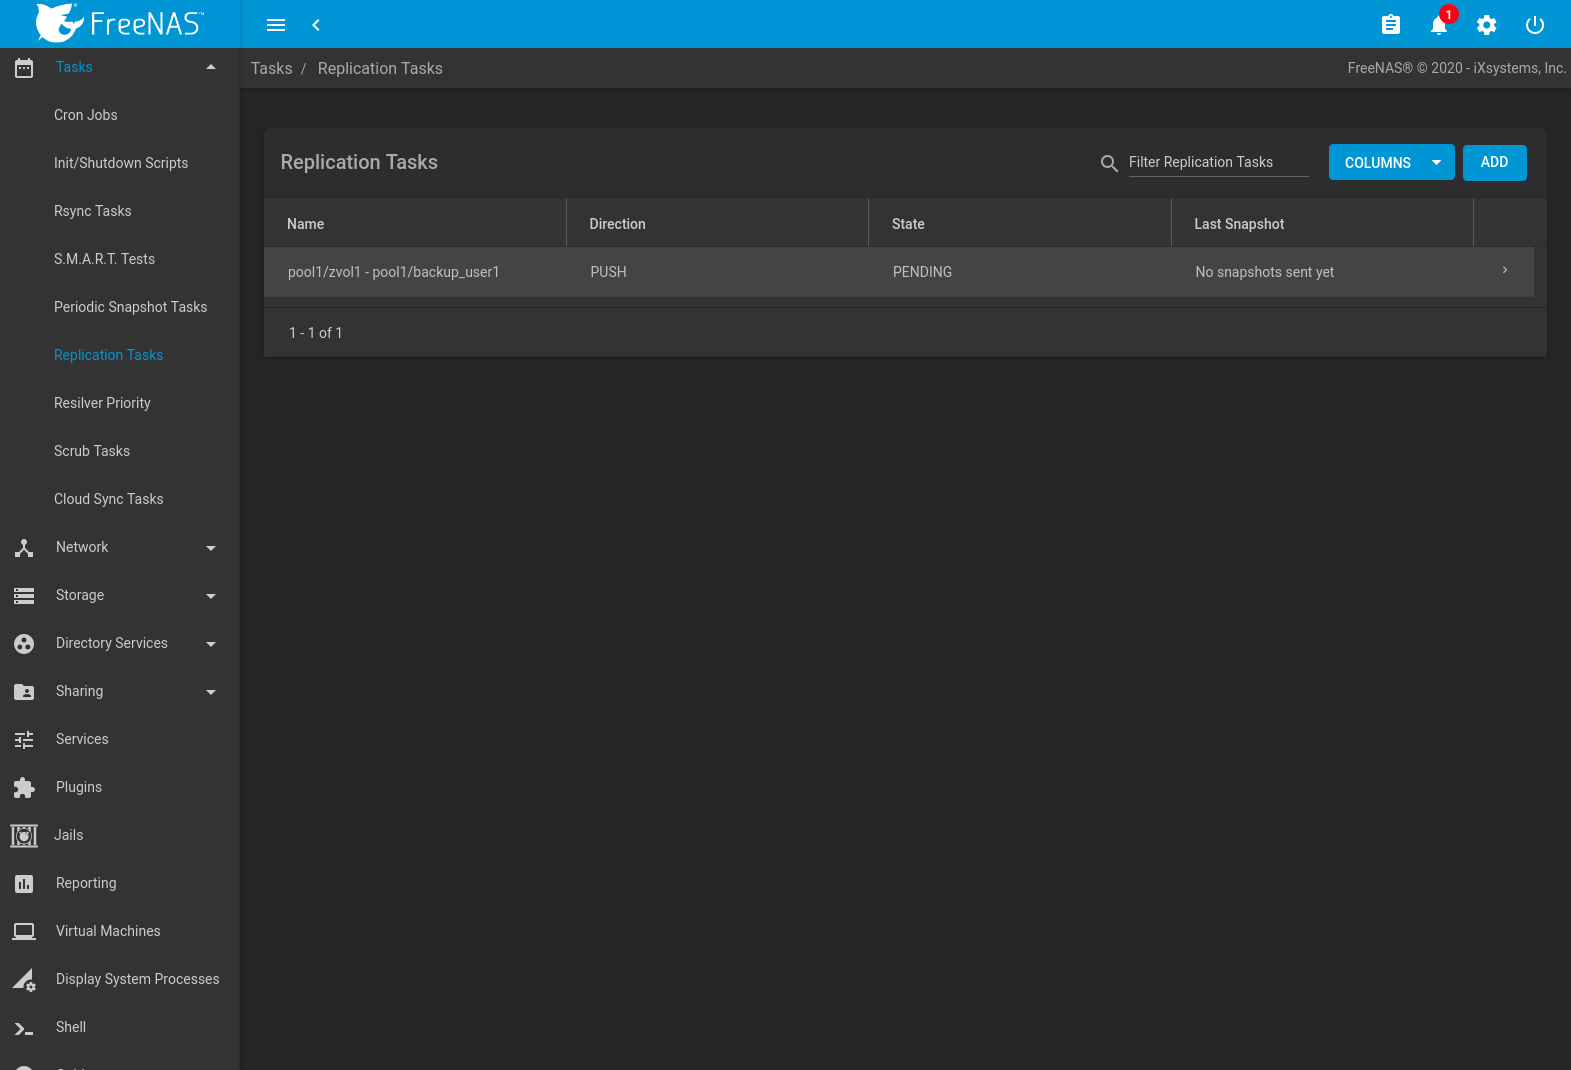 FreeNAS™
1
Tasks
Cron Jobs
Init/Shutdown Scripts
Rsync Tasks
S.M.A.R.T. Tests
Periodic Snapshot Tasks
Replication Tasks
Resilver Priority
Scrub Tasks
Cloud Sync Tasks
Network
Storage
Directory Services
Sharing
Services
Plugins
Jails
Reporting
Virtual Machines
Display System Processes
Shell
Tasks / Replication Tasks
FreeNAS® © 2020 - iXsystems, Inc.
Replication Tasks
Filter Replication Tasks
COLUMNS
ADD
Name Direction State Last Snapshot
pool1/zvol1 - pool1/backup_user1 PUSH PENDING No snapshots sent yet
1 - 1 of 1